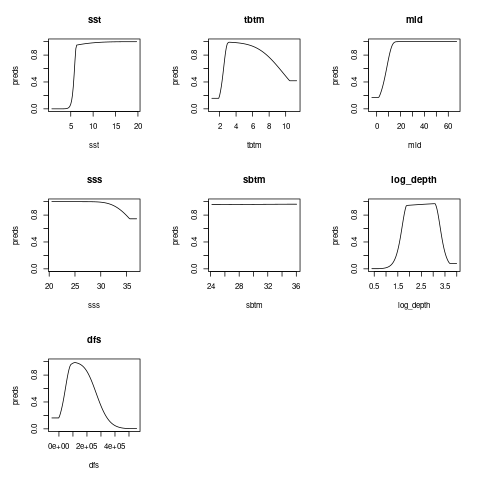 sst
preds
0.0 0.4 0.8
5 10 15 20
sst
tbtm
preds
0.0 0.4 0.8
2 4 6 8 10
tbtm
mld
preds
0.0 0.4 0.8
0 20 40 60
mld
sss
preds
0.0 0.4 0.8
20 25 30 35
sss
sbtm
preds
0.0 0.4 0.8
24 28 32 36
sbtm
log_depth
preds
0.0 0.4 0.8
0.5 1.5 2.5 3.5
log_depth
dfs
preds
0.0 0.4 0.8
0e+00 2e+05 4e+05
dfs